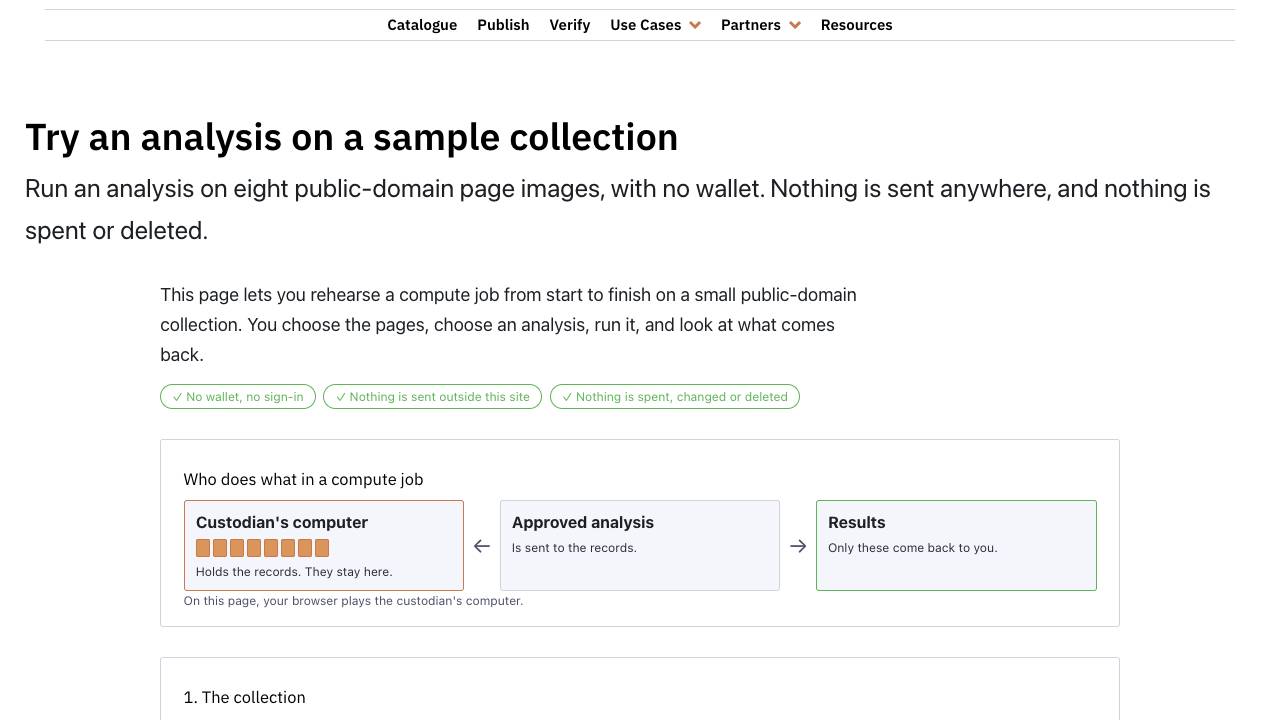 Catalogue Publish Verify Use Cases Partners Resources
Try an analysis on a sample collection
Run an analysis on eight public-domain page images, with no wallet. Nothing is sent anywhere, and nothing is
spent or deleted.
This page lets you rehearse a compute job from start to finish on a small public-domain
collection. You choose the pages, choose an analysis, run it, and look at what comes
back.
✓ No wallet, no sign-in ✓ Nothing is sent outside this site ✓ Nothing is spent, changed or deleted
Who does what in a compute job
Custodian's computer
Holds the records. They stay here.
← Approved analysis
Is sent to the records.
→ Results
Only these come back to you.
On this page, your browser plays the custodian's computer.
1. The collection